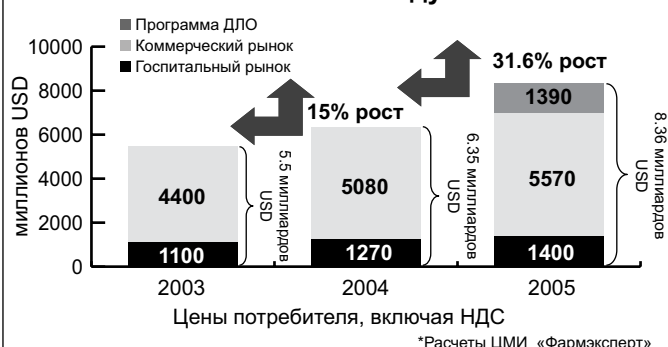 Программа ДЛО
Коммерческий рынок
Госпитальный рынок
миллионов USD
10000
8000
6000
4000
2000
0
15% рост
31.6% рост
4400
1100
5.5 миллиардов
USD
5080
1270
6.35 миллиардов
USD
1390
5570
1400
8.36 миллиардов
USD
2003
2004
2005
Цены потребителя, включая НДС
*Расчеты ЦМИ «Фармэксперт»